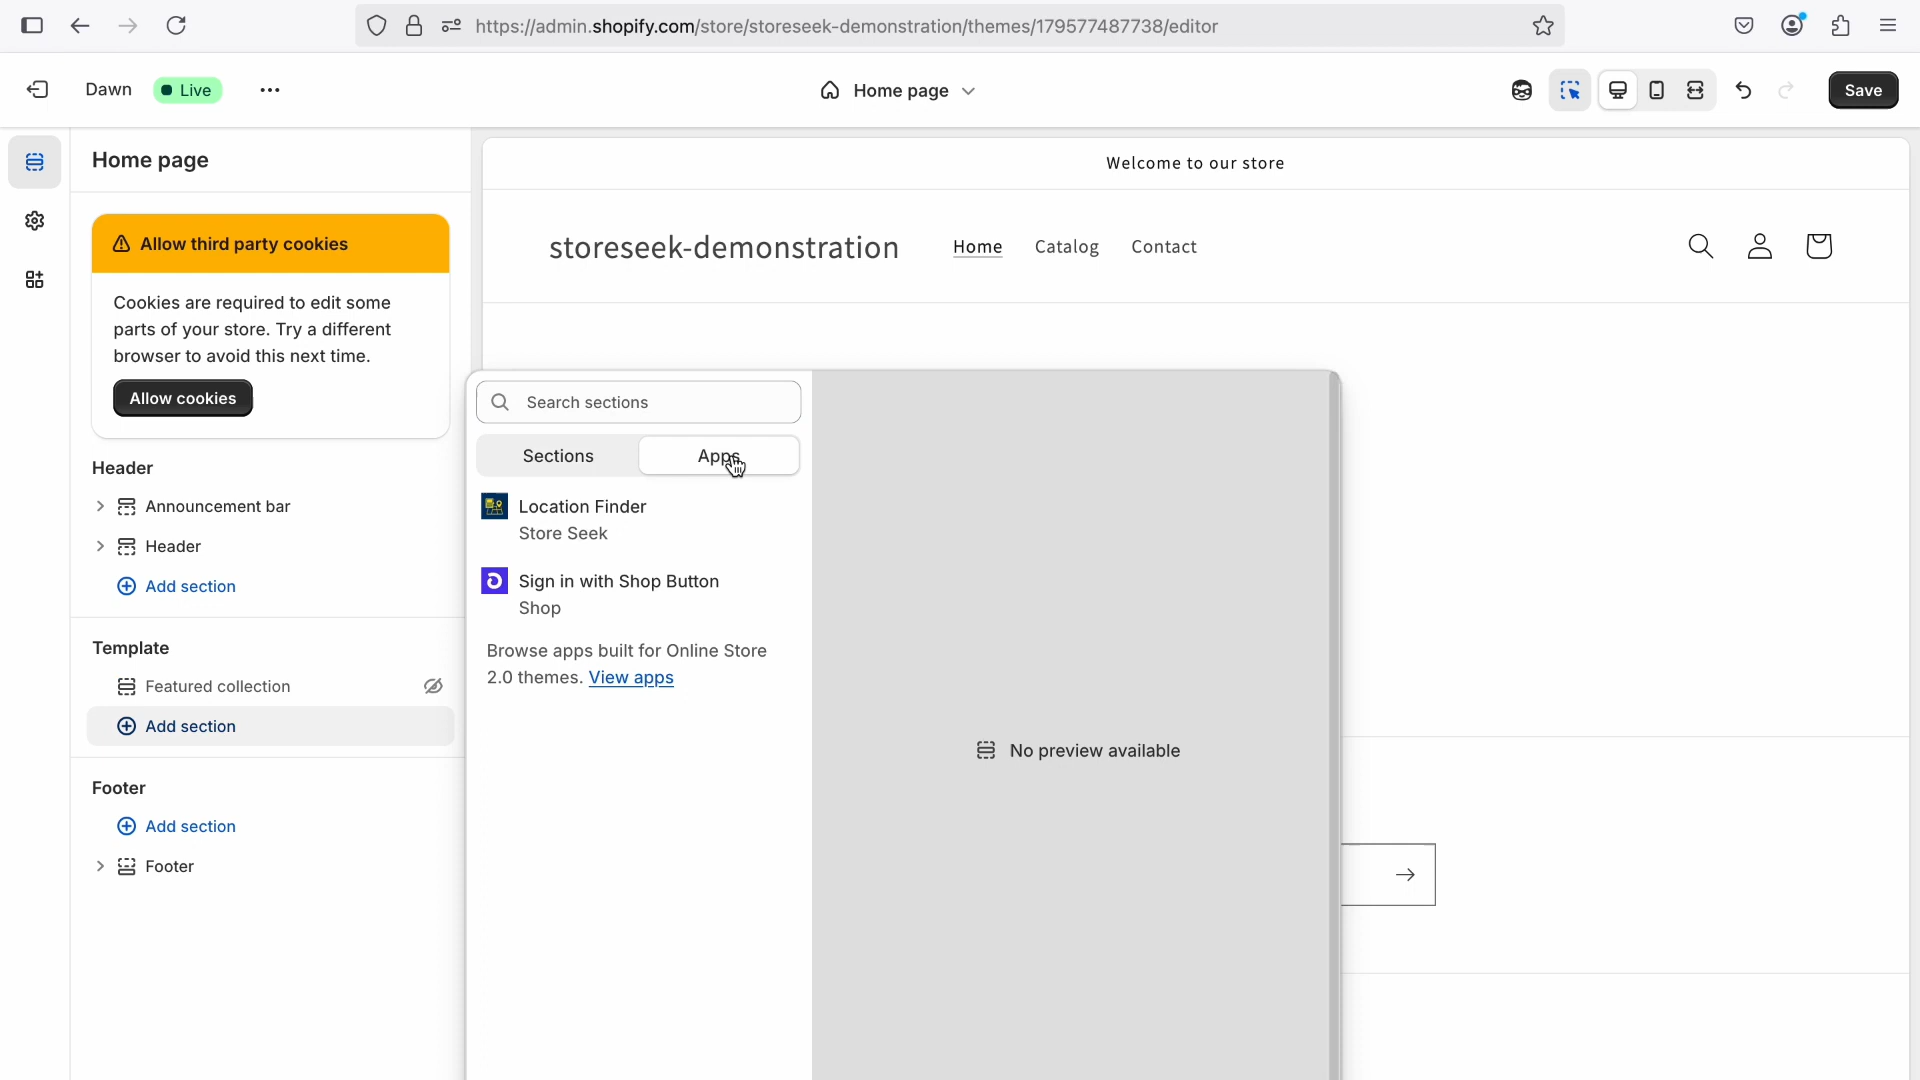 https://admin.shopify.com/store/storeseek-demonstration/themes/179577487738/editor
Dawn
Live
Home page
Save
Home page
Allow third party cookies
Cookies are required to edit some
parts of your store. Try a different
browser to avoid this next time.
Allow cookies
Header
Announcement bar
Header
Add section
Template
Featured collection
Add section
Footer
Add section
Footer
Welcome to our store
storeseek-demonstration
Home
Catalog
Contact
Search sections
Sections
Apps
Location Finder
Store Seek
Sign in with Shop Button
Shop
Browse apps built for Online Store
2.0 themes. View apps
No preview available